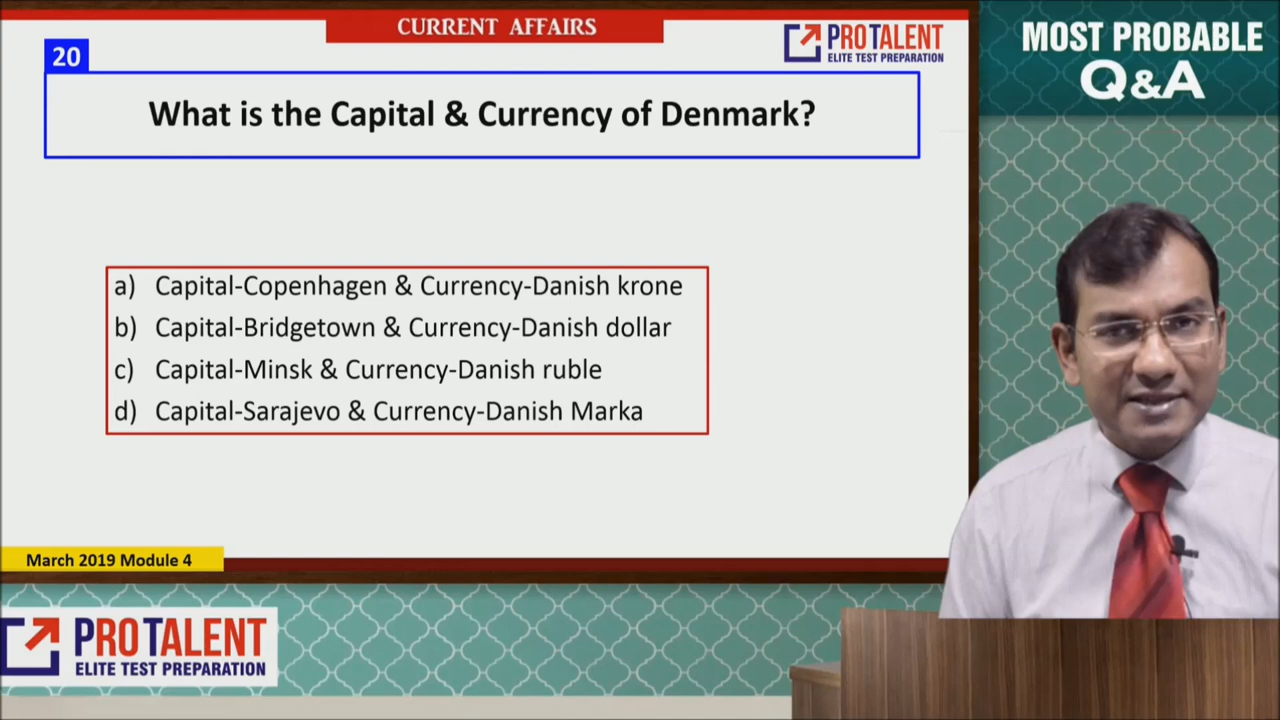 CURRENT AFFAIRS
PROTALENT
ELITE TEST PREPARATION
MOST PROBABLE
Q&A
20
What is the Capital & Currency of Denmark?
a) Capital-Copenhagen & Currency-Danish krone
b) Capital-Bridgetown & Currency-Danish dollar
c) Capital-Minsk & Currency-Danish ruble
d) Capital-Sarajevo & Currency-Danish Marka
March 2019 Module 4
PROTALENT
ELITE TEST PREPARATION